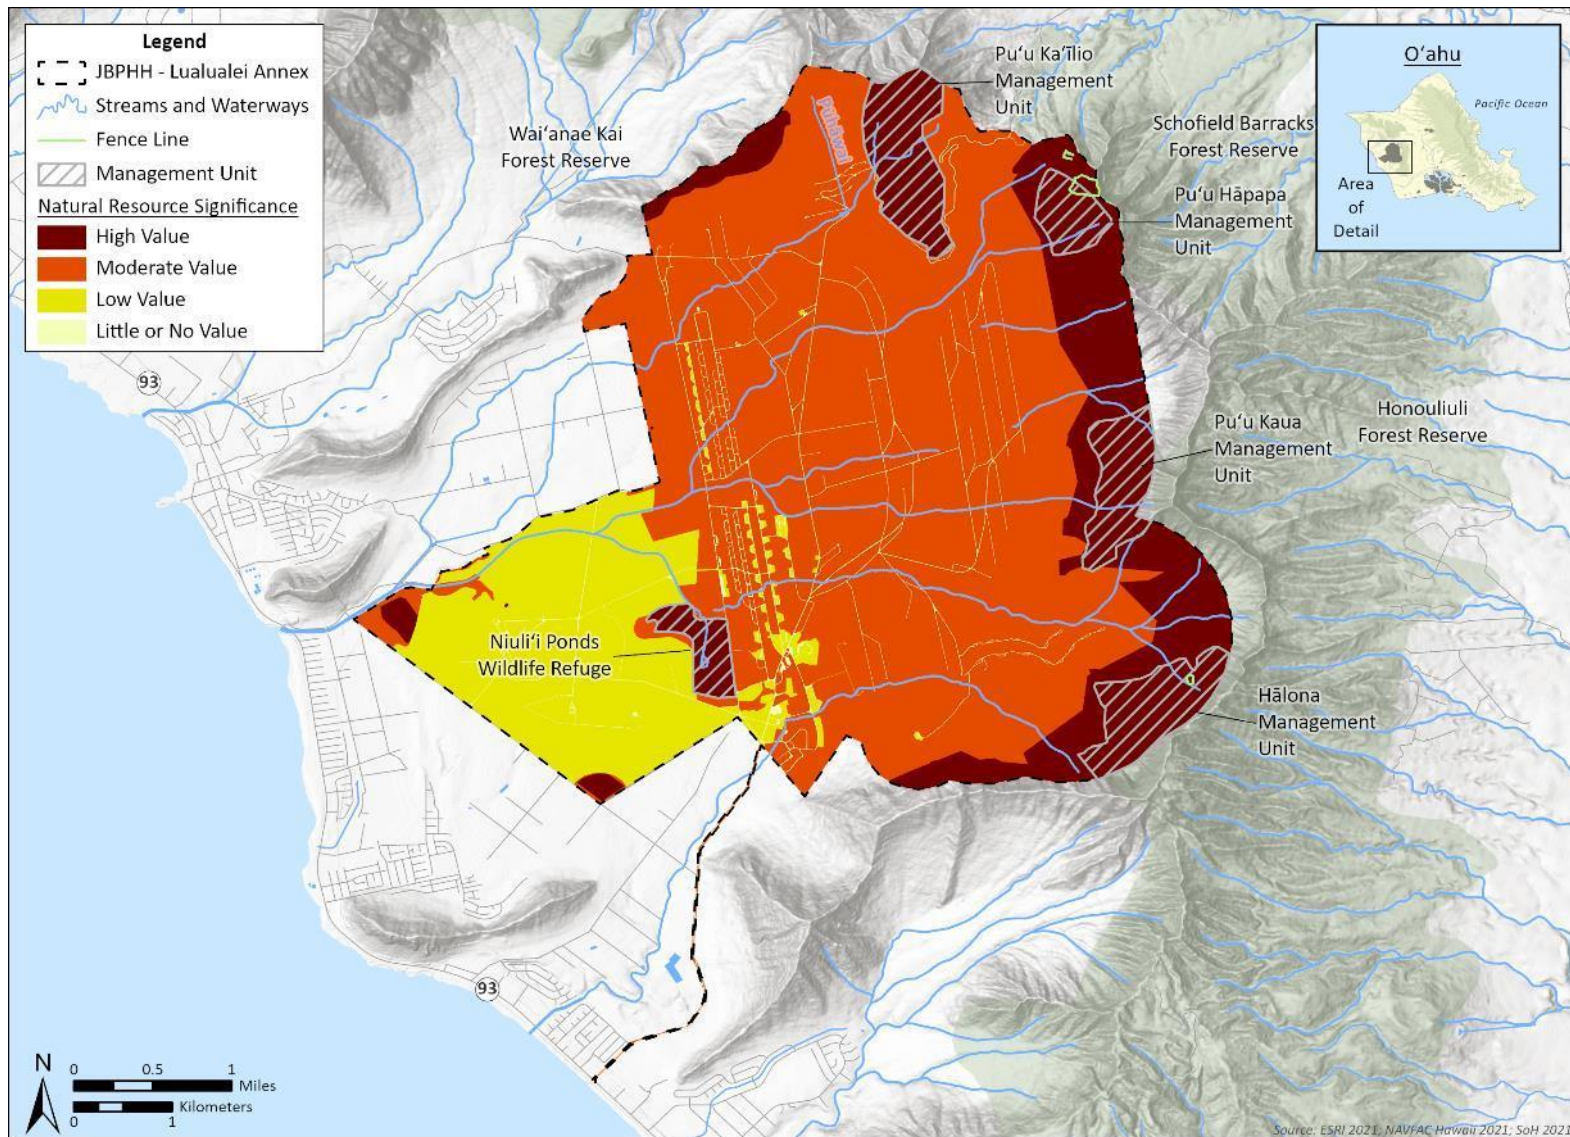 Legend
JBPHH - Lualualei Annex
Streams and Waterways
Fence Line
Management Unit
Natural Resource Significance
High Value
Moderate Value
Low Value
Little or No Value
Pu‘u Ka‘īlio
Management
Unit
Wai‘anae Kai
Forest Reserve
Pūhāwai
Schofield Barracks
Forest Reserve
Pu‘u Hāpapa
Management
Unit
O‘ahu
Pacific Ocean
Area
of
Detail
93
Pu‘u Kaua
Management
Unit
Honouliuli
Forest Reserve
Niuli‘i Ponds
Wildlife Refuge
Hālona
Management
Unit
93
N
0 0.5 1
Miles
Kilometers
0 1
Source: ESRI 2021; NAVFAC Hawaii 2021; SoH 2021